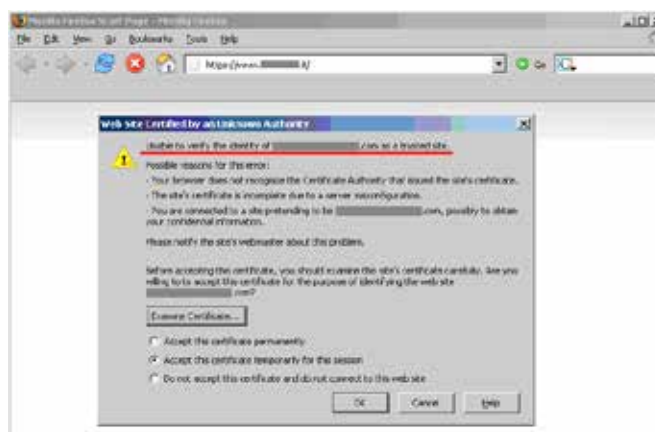 Mozilla Firefox Start Page - Mozilla Firefox
File Edit View Go Bookmarks Tools Help
https://www. Go
Web Site Certified by an Unknown Authority
Unable to verify the identity of .com as a trusted site.
Possible reasons for this error:
- Your browser does not recognize the Certificate Authority that issued the site's certificate.
- The site's certificate is incomplete due to a server misconfiguration.
- You are connected to a site pretending to be .com, possibly to obtain
your confidential information.
Please notify the site's webmaster about this problem.
Before accepting this certificate, you should examine this site's certificate carefully. Are you
willing to to accept this certificate for the purpose of identifying the web site
.com?
Examine Certificate...
Accept this certificate permanently
Accept this certificate temporarily for this session
Do not accept this certificate and do not connect to this web site
OK Cancel Help